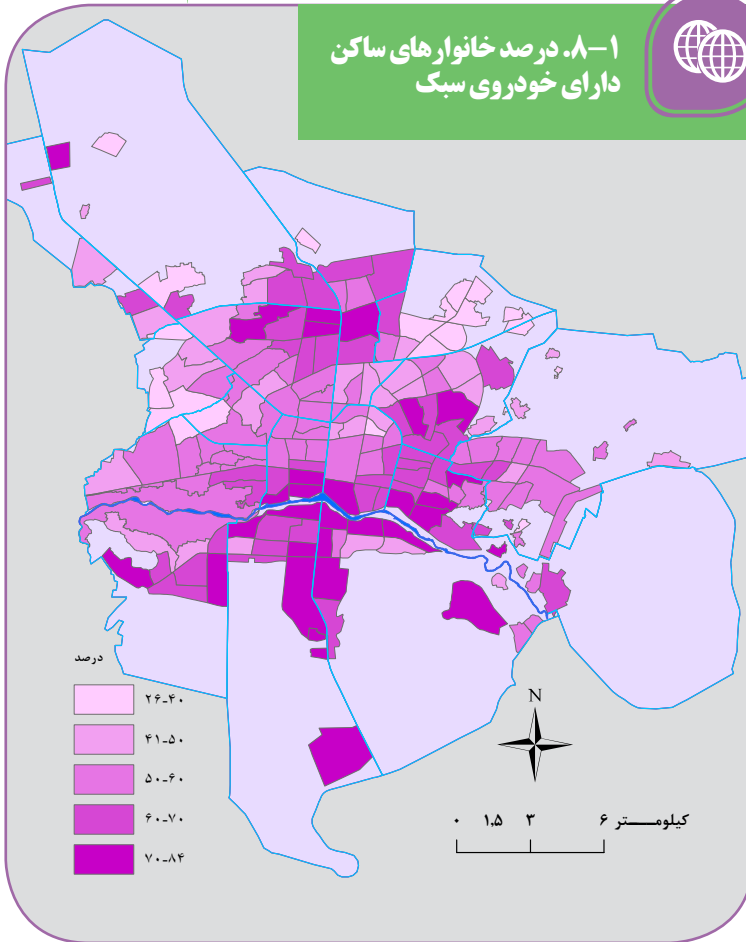 ۸-۱. درصد خانوارهای ساکن
دارای خودروی سبک
درصد
۲۶-۴۰
۴۱-۵۰
۵۰-۶۰
۶۰-۷۰
۷۰-۸۴
N
۰ ۱,۵ ۳ ۶ کیلومــــتر